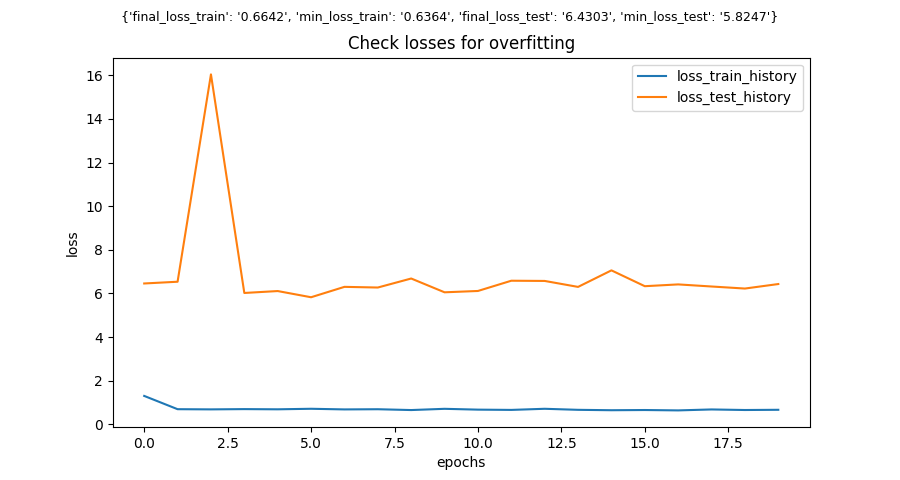 {'final_loss_train': '0.6642', 'min_loss_train': '0.6364', 'final_loss_test': '6.4303', 'min_loss_test': '5.8247'}
Check losses for overfitting
loss_train_history
loss_test_history
16
14
12
10
8
6
4
2
0
loss
0.0 2.5 5.0 7.5 10.0 12.5 15.0 17.5
epochs